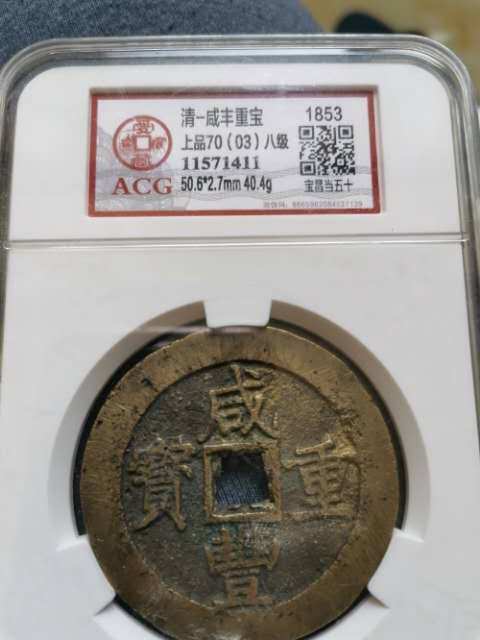 清-咸丰重宝
1853
上品70(03)八级
11571411
ACG
50.6*2.7mm 40.4g
宝昌当五十
咸
寶 重
豐